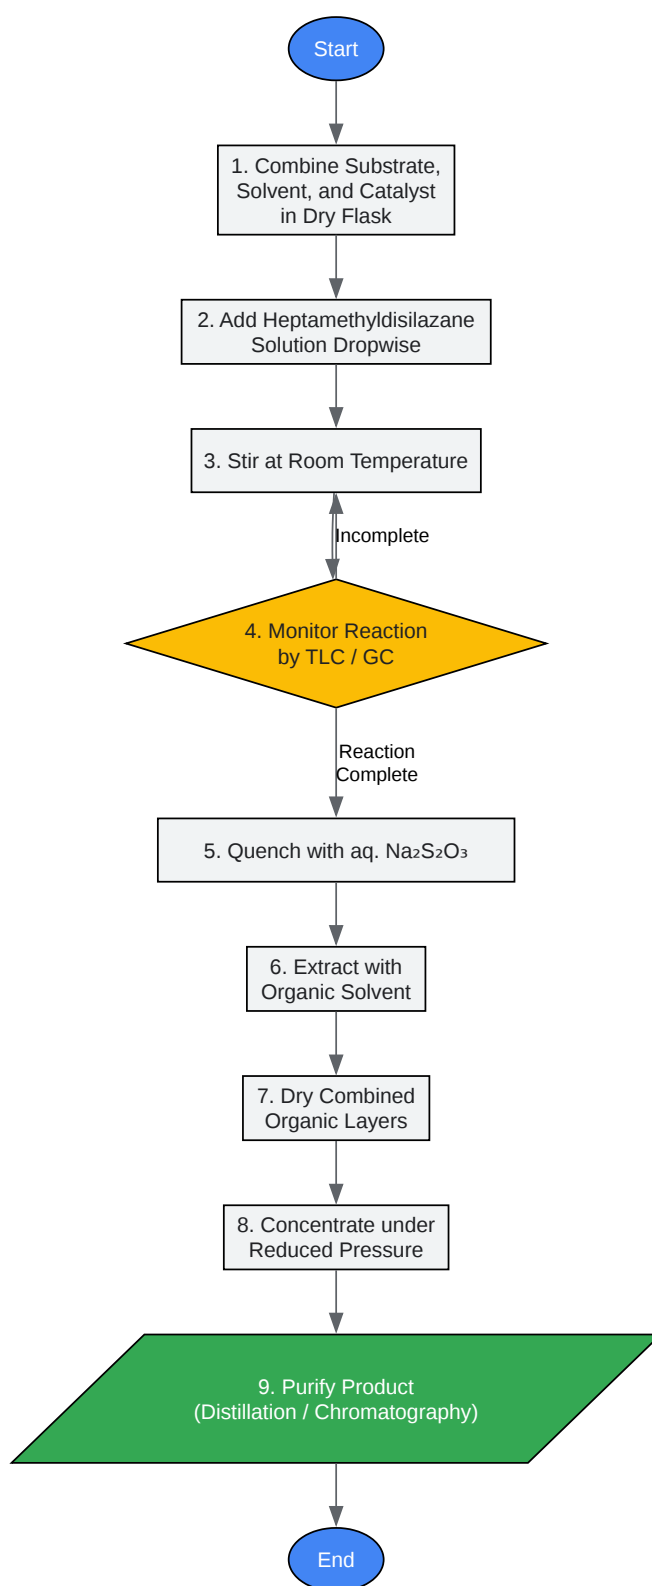 Start
1. Combine Substrate,
Solvent, and Catalyst
in Dry Flask
2. Add Heptamethyldisilazane
Solution Dropwise
3. Stir at Room Temperature
Incomplete
4. Monitor Reaction
by TLC / GC
Reaction
Complete
5. Quench with aq. Na₂S₂O₃
6. Extract with
Organic Solvent
7. Dry Combined
Organic Layers
8. Concentrate under
Reduced Pressure
9. Purify Product
(Distillation / Chromatography)
End